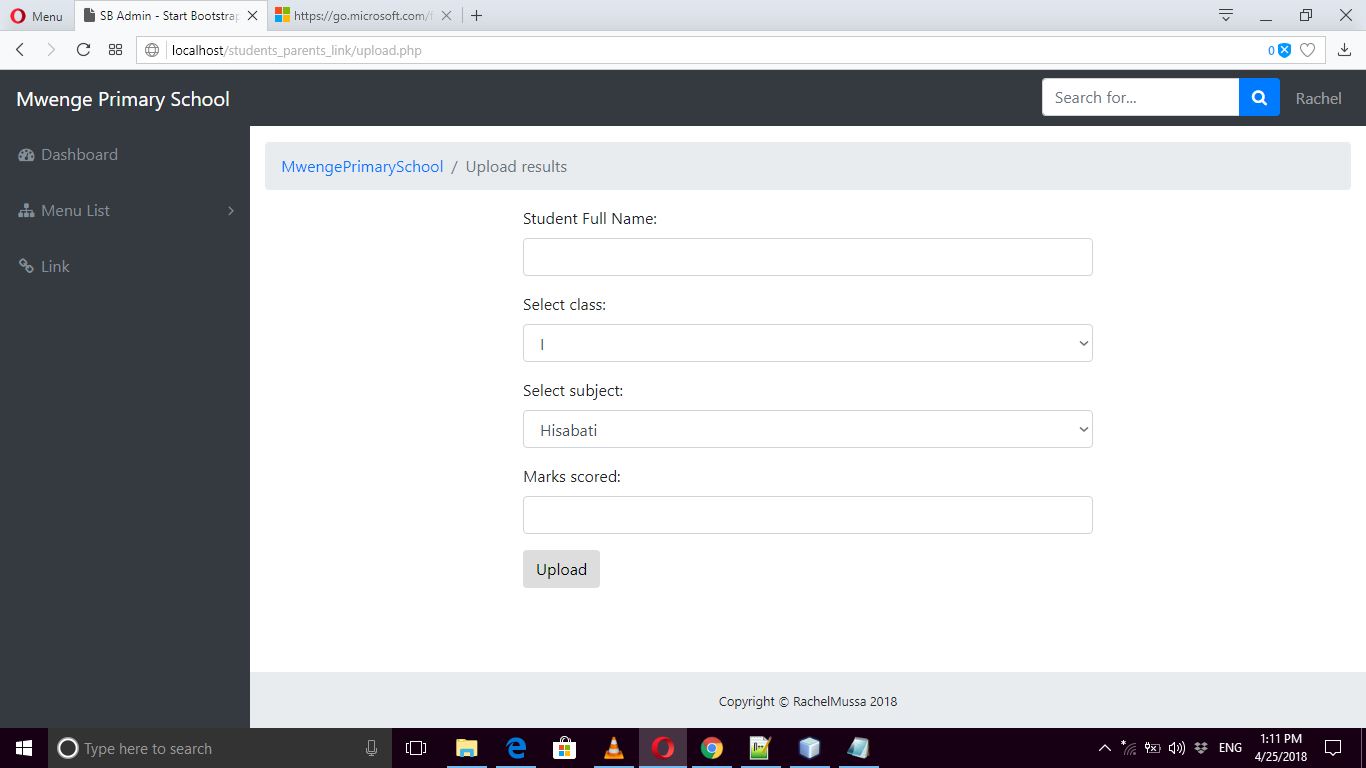 Menu
SB Admin - Start Bootstrap
https://go.microsoft.com/f
localhost/students_parents_link/upload.php
0
Mwenge Primary School
Search for...
Rachel
Dashboard
MwengePrimarySchool / Upload results
Menu List
Student Full Name:
Link
Select class:
I
Select subject:
Hisabati
Marks scored:
Upload
Copyright © RachelMussa 2018
Type here to search
ENG
1:11 PM
4/25/2018